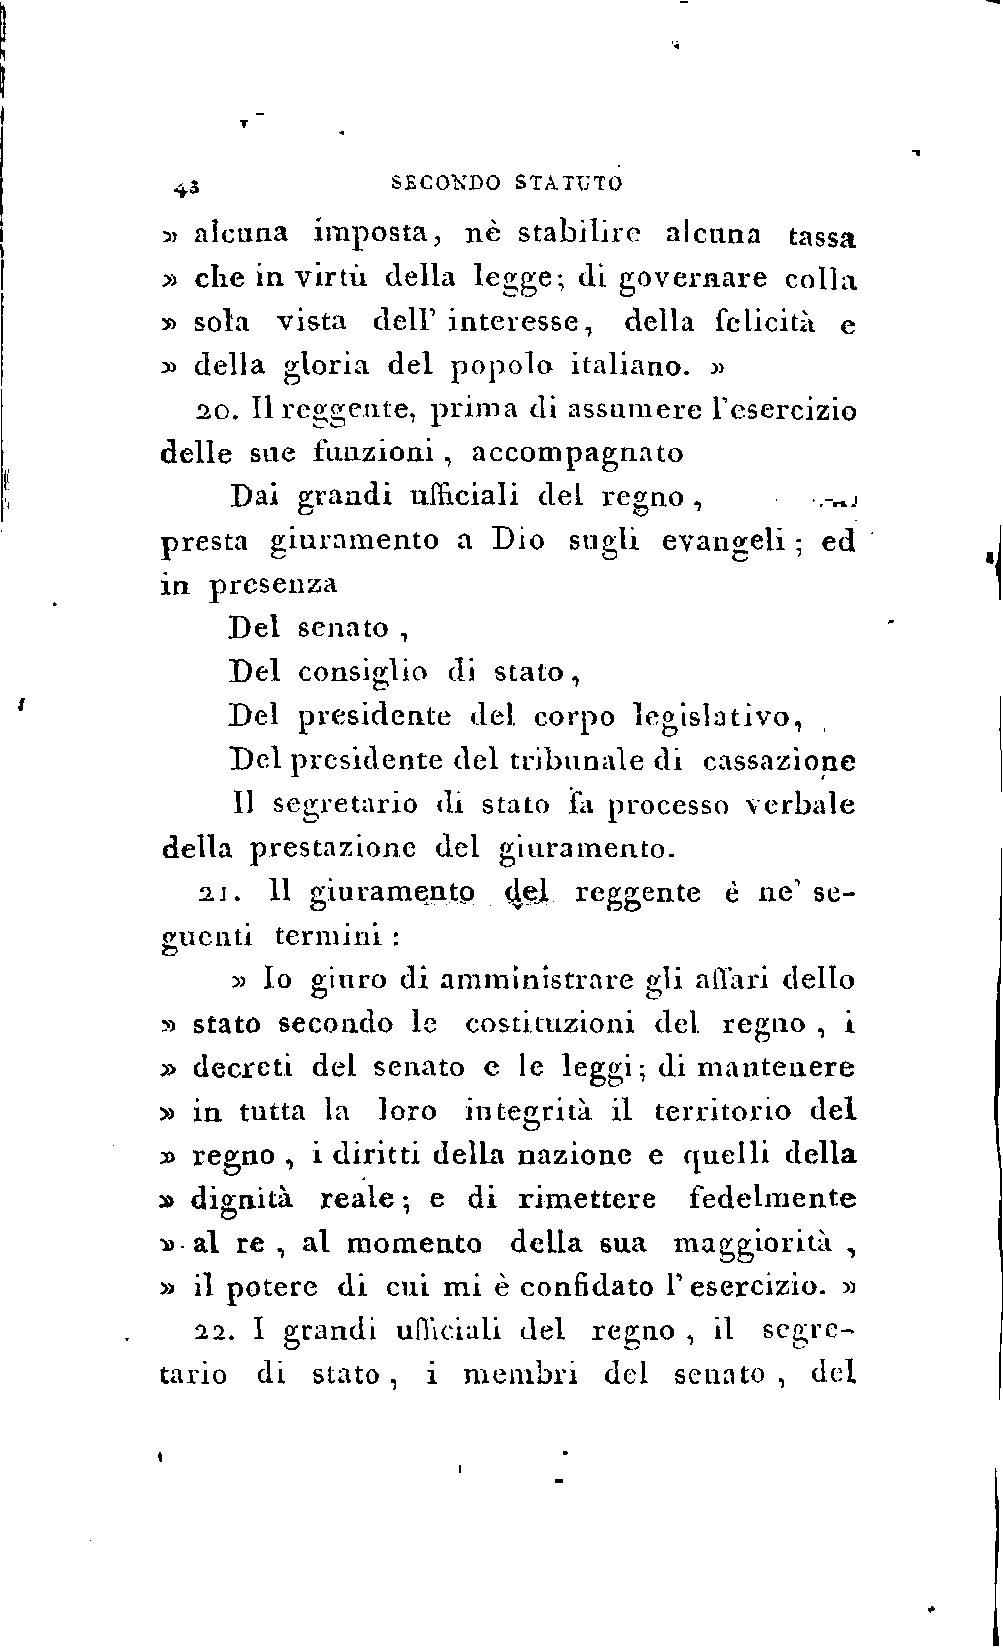 48 SECONDO STATUTO
» alcuna imposta, nè stabilire alcuna tassa
» che in virtù della legge; di governare colla
» sola vista dell' interesse, della felicità e
» della gloria del popolo italiano. »
20. Il reggente, prima di assumere l'esercizio
delle sue funzioni, accompagnato
Dai grandi ufficiali del regno,
presta giuramento a Dio sugli evangeli; ed
in presenza
Del senato,
Del consiglio di stato,
Del presidente del corpo legislativo,
Del presidente del tribunale di cassazione
Il segretario di stato fa processo verbale
della prestazione del giuramento.
21. Il giuramento del reggente è ne' se-
guenti termini:
» Io giuro di amministrare gli affari dello
» stato secondo le costituzioni del regno, i
» decreti del senato e le leggi; di mantenere
» in tutta la loro integrità il territorio del
» regno, i diritti della nazione e quelli della
» dignità reale; e di rimettere fedelmente
» al re, al momento della sua maggiorità,
» il potere di cui mi è confidato l'esercizio. »
22. I grandi ufficiali del regno, il segre-
tario di stato, i membri del senato, del